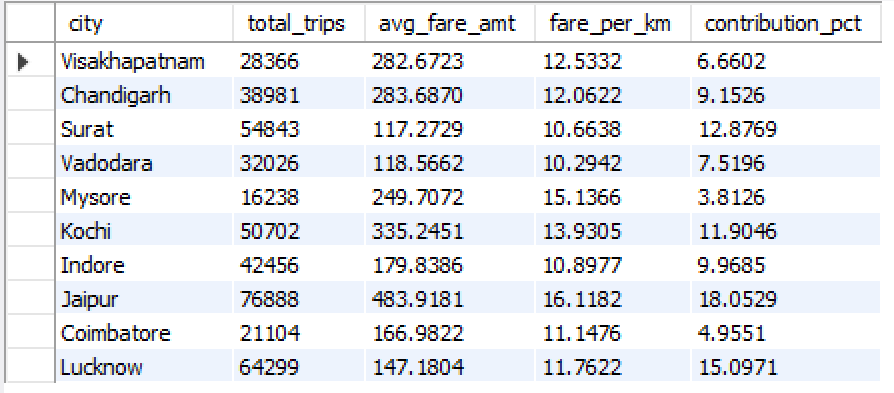 city total_trips avg_fare_amt fare_per_km contribution_pct
Visakhapatnam 28366 282.6723 12.5332 6.6602
Chandigarh 38981 283.6870 12.0622 9.1526
Surat 54843 117.2729 10.6638 12.8769
Vadodara 32026 118.5662 10.2942 7.5196
Mysore 16238 249.7072 15.1366 3.8126
Kochi 50702 335.2451 13.9305 11.9046
Indore 42456 179.8386 10.8977 9.9685
Jaipur 76888 483.9181 16.1182 18.0529
Coimbatore 21104 166.9822 11.1476 4.9551
Lucknow 64299 147.1804 11.7622 15.0971